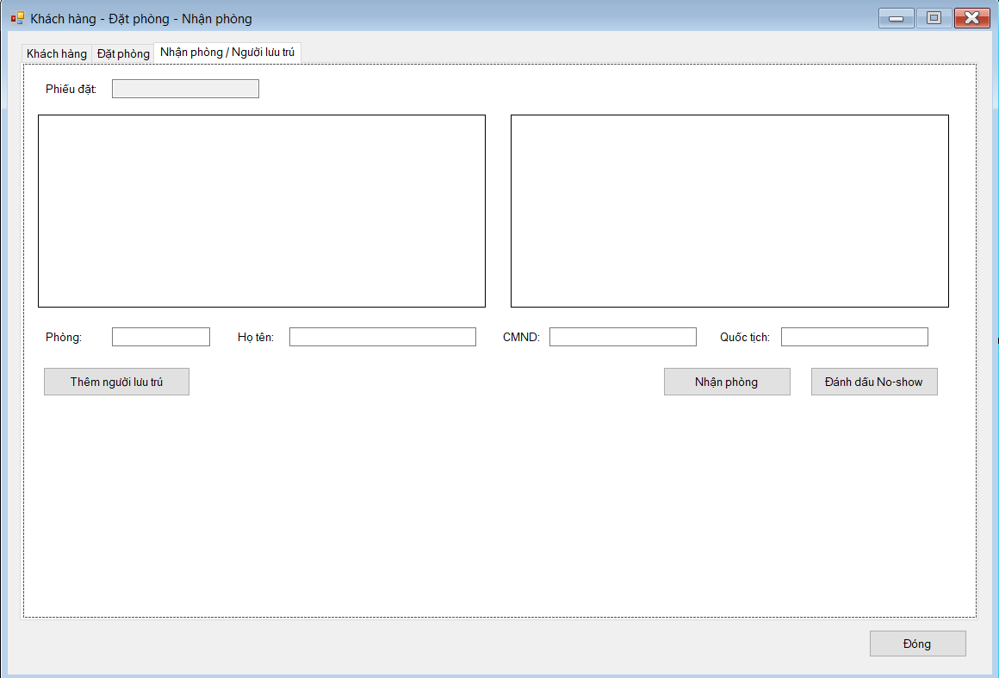 Khách hàng - Đặt phòng - Nhận phòng
Khách hàng Đặt phòng Nhận phòng / Người lưu trú
Phiếu đặt:
Phòng: Họ tên: CMND: Quốc tịch:
Thêm người lưu trú Nhận phòng Đánh dấu No-show
Đóng